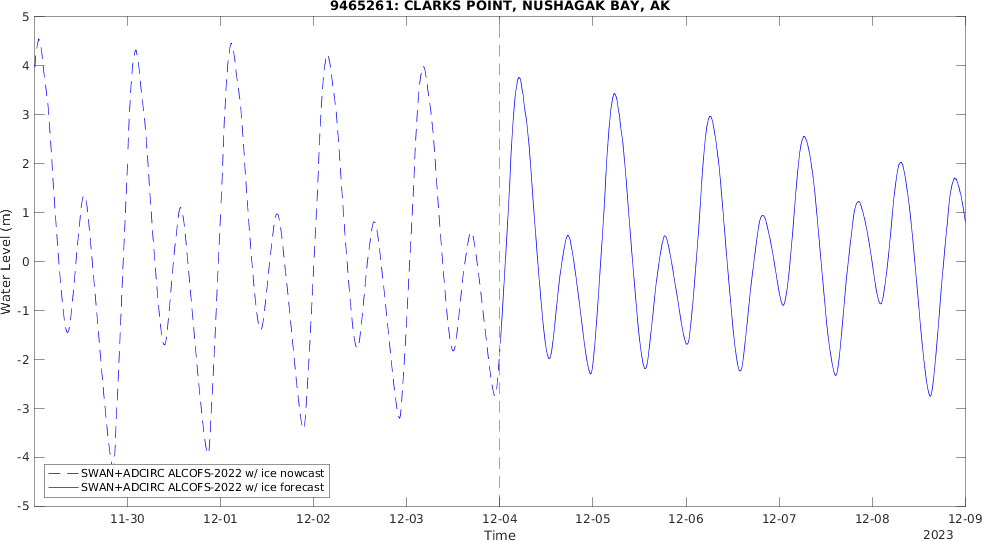 9465261: CLARKS POINT, NUSHAGAK BAY, AK
Water Level (m)
5
4
3
2
1
0
-1
-2
-3
-4
-5
SWAN+ADCIRC ALCOFS-2022 w/ ice nowcast
SWAN+ADCIRC ALCOFS-2022 w/ ice forecast
11-30 12-01 12-02 12-03 12-04 12-05 12-06 12-07 12-08 12-09
Time
2023